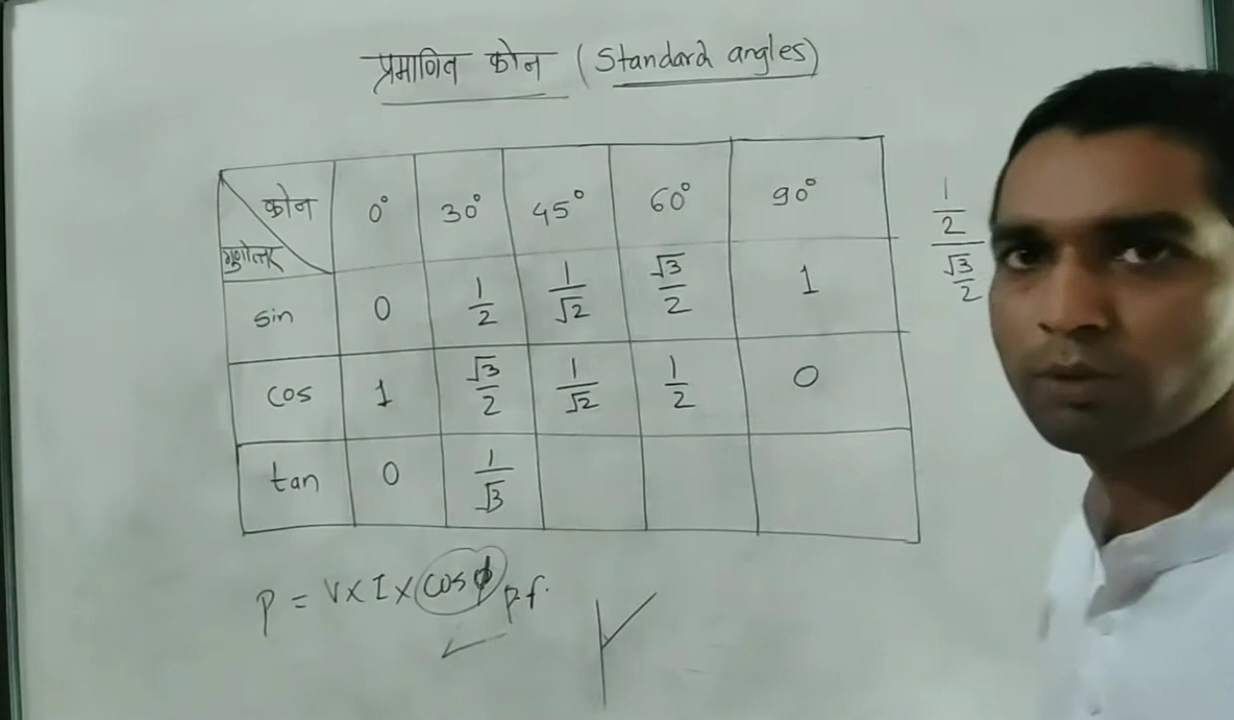 प्रमाणित कोन (Standard angles)
कोन 0° 30° 45° 60° 90°
गुणोत्तर
sin 0 1/2 1/√2 √3/2 1
cos 1 √3/2 1/√2 1/2 0
tan 0 1/√3
1/2
√3/2
P = V×I×cosϕ p.f.